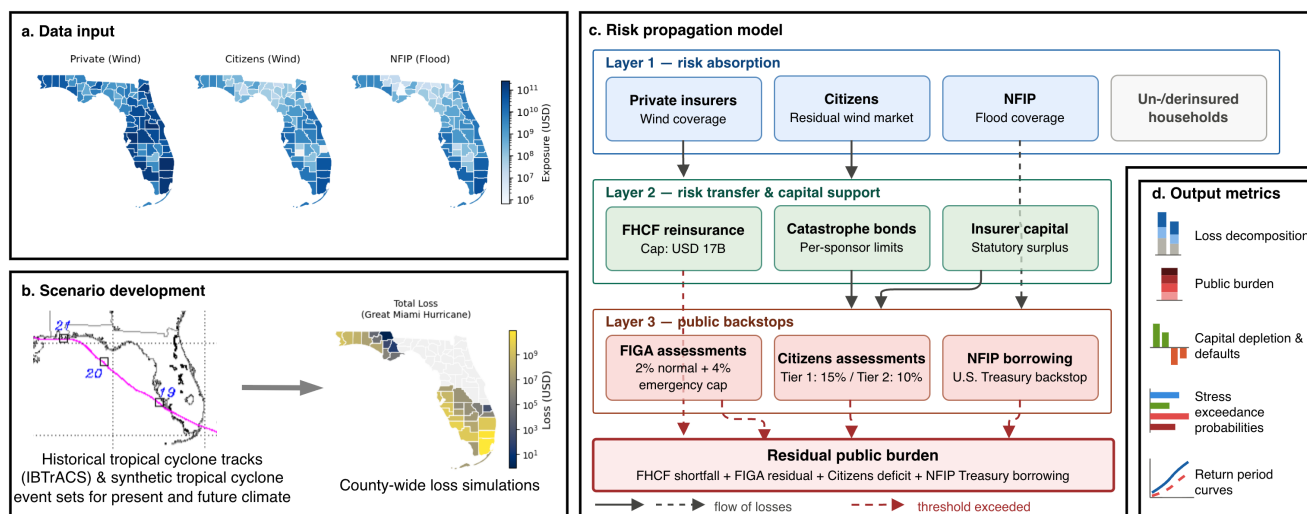 a. Data input
Private (Wind)
Citizens (Wind)
NFIP (Flood)
10¹¹
10¹⁰
10⁹
10⁸
10⁷
10⁶
Exposure (USD)
b. Scenario development
21
20
19
Historical tropical cyclone tracks
(IBTrACS) & synthetic tropical cyclone
event sets for present and future climate
Total Loss
(Great Miami Hurricane)
10⁹
10⁷
10⁵
10³
10¹
Loss (USD)
County-wide loss simulations
c. Risk propagation model
Layer 1 — risk absorption
Private insurers
Wind coverage
Citizens
Residual wind market
NFIP
Flood coverage
Un-/derinsured
households
Layer 2 — risk transfer & capital support
FHCF reinsurance
Cap: USD 17B
Catastrophe bonds
Per-sponsor limits
Insurer capital
Statutory surplus
Layer 3 — public backstops
FIGA assessments
2% normal + 4%
emergency cap
Citizens assessments
Tier 1: 15% / Tier 2: 10%
NFIP borrowing
U.S. Treasury backstop
Residual public burden
FHCF shortfall + FIGA residual + Citizens deficit + NFIP Treasury borrowing
flow of losses
threshold exceeded
d. Output metrics
Loss decomposition
Public burden
Capital depletion &
defaults
Stress
exceedance
probabilities
Return period
curves